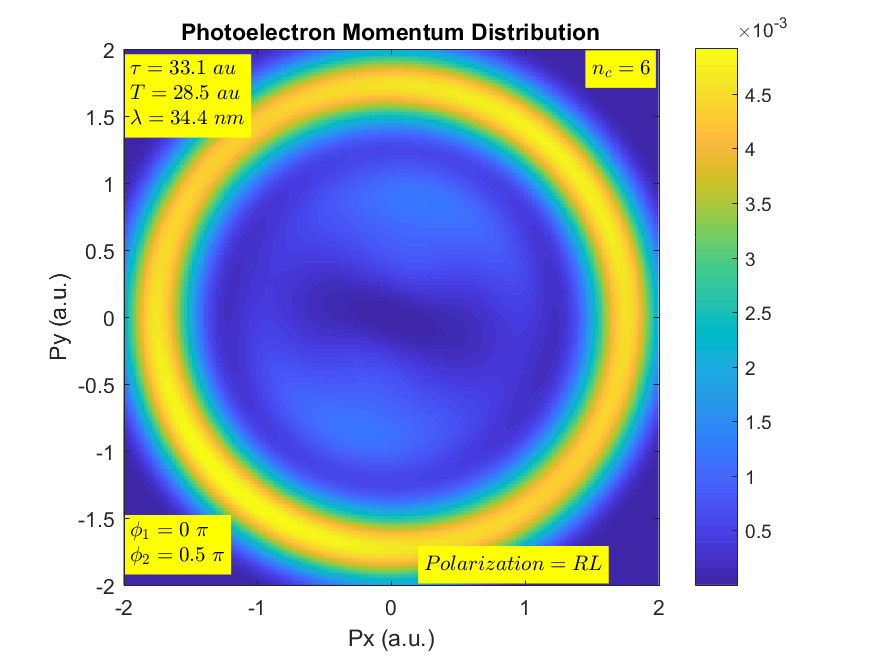 Photoelectron Momentum Distribution
×10⁻³
τ = 33.1 au
T = 28.5 au
λ = 34.4 nm
n_c = 6
ϕ₁ = 0 π
ϕ₂ = 0.5 π
Polarization = RL
2
1.5
1
0.5
0
-0.5
-1
-1.5
-2
Py (a.u.)
-2
-1
0
1
2
Px (a.u.)
4.5
4
3.5
3
2.5
2
1.5
1
0.5